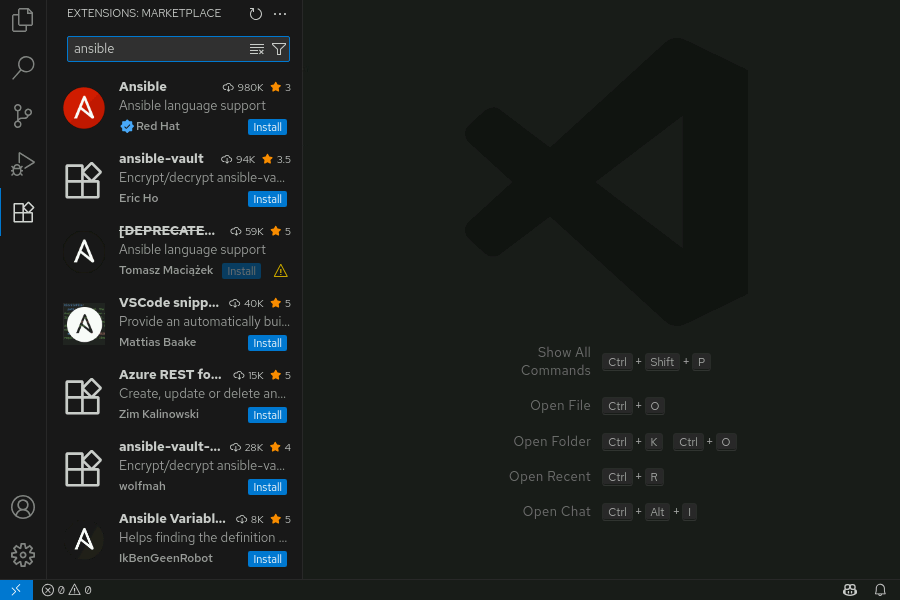 EXTENSIONS: MARKETPLACE
ansible
Ansible 980K 3
Ansible language support
Red Hat Install
ansible-vault 94K 3.5
Encrypt/decrypt ansible-va...
Eric Ho Install
[DEPRECATE... 59K 5
Ansible language support
Tomasz Maciążek Install
VSCode snipp... 40K 5
Provide an automatically bui...
Mattias Baake Install
Azure REST fo... 15K 5
Create, update or delete an...
Zim Kalinowski Install
ansible-vault-... 28K 4
Encrypt/decrypt ansible-va...
wolfmah Install
Ansible Variabl... 8K 5
Helps finding the definition ...
IkBenGeenRobot Install
Show All
Commands Ctrl + Shift + P
Open File Ctrl + O
Open Folder Ctrl + K Ctrl + O
Open Recent Ctrl + R
Open Chat Ctrl + Alt + I
0 0